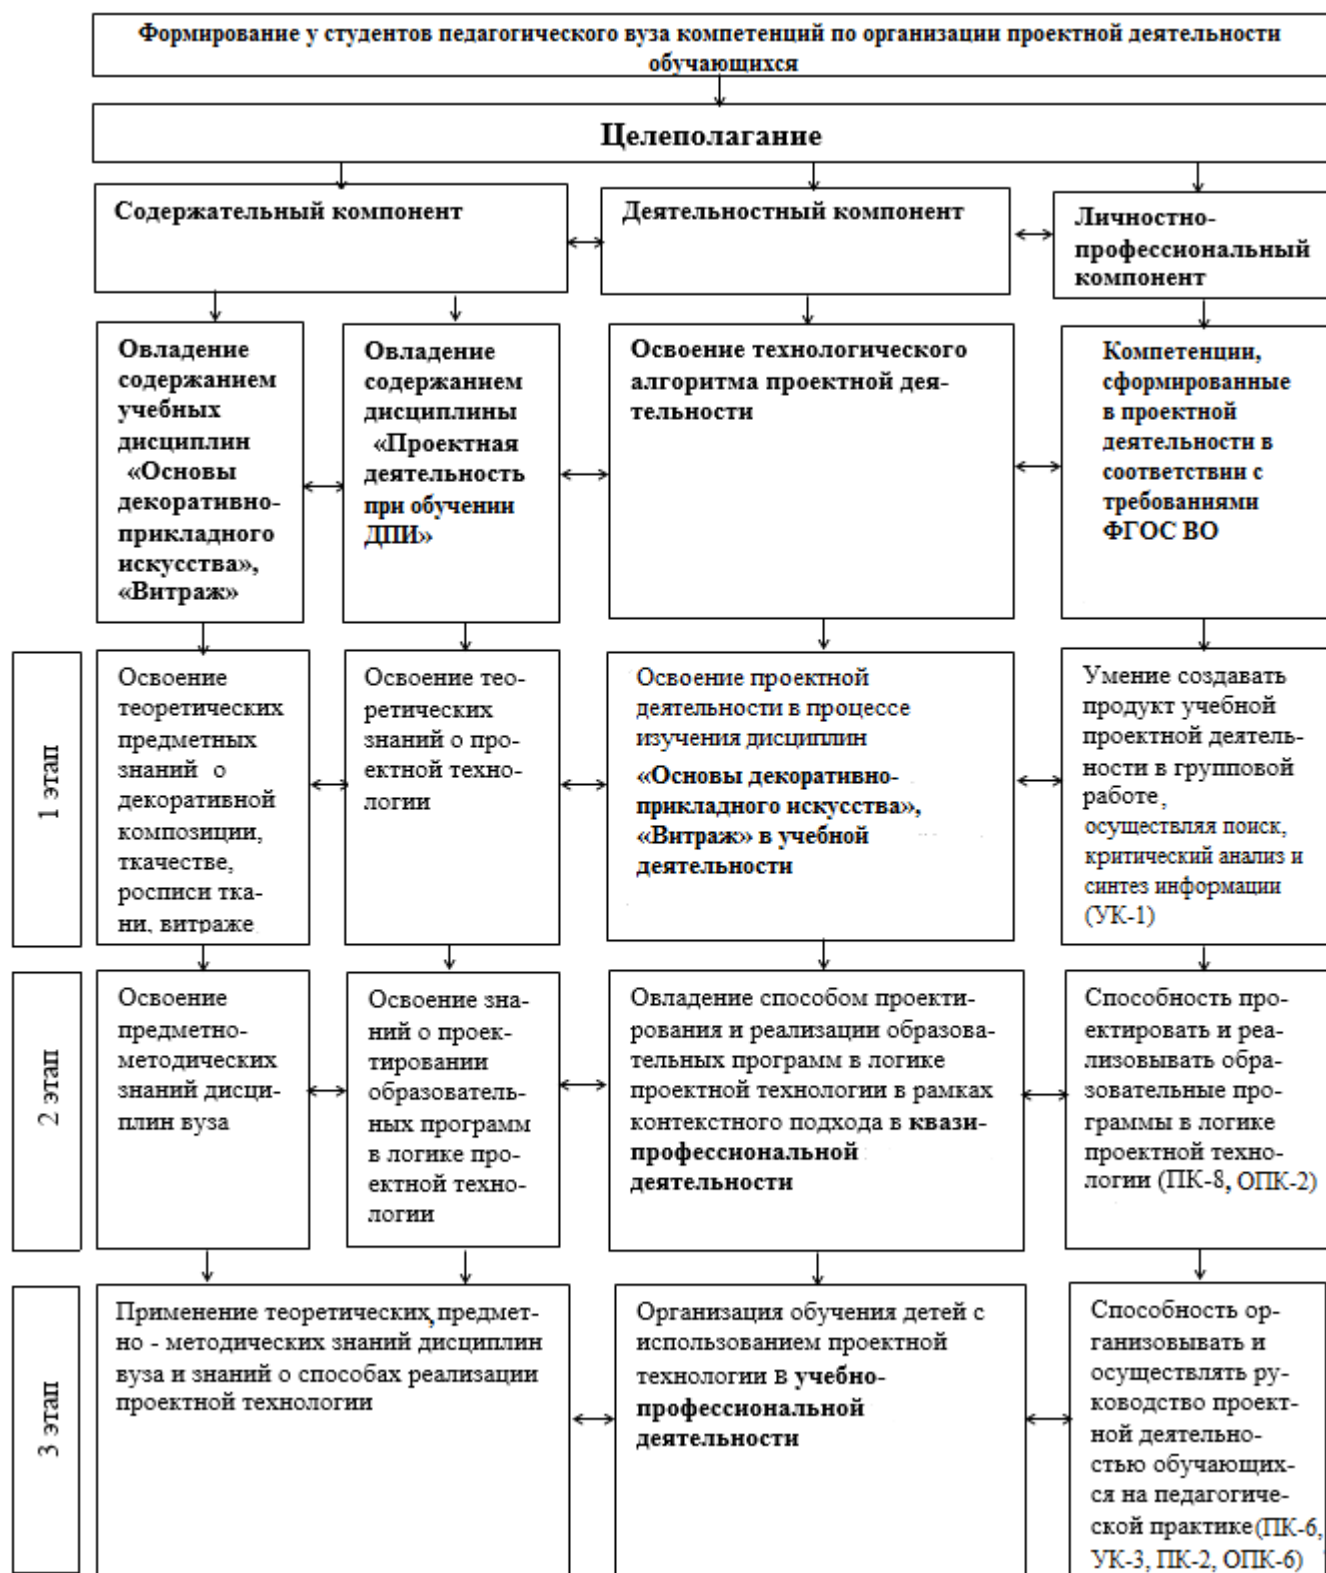 Формирование у студентов педагогического вуза компетенций по организации проектной деятельности
обучающихся
Целеполагание
Содержательный компонент
Деятельностный компонент
Личностно-
профессиональный
компонент
Овладение
содержанием
учебных
дисциплин
«Основы
декоративно-
прикладного
искусства»,
«Витраж»
Овладение
содержанием
дисциплины
«Проектная
деятельность
при обучении
ДПИ»
Освоение технологического
алгоритма проектной дея-
тельности
Компетенции,
сформированные
в проектной
деятельности в
соответствии с
требованиями
ФГОС ВО
1 этап
Освоение
теоретических
предметных
знаний о
декоративной
композиции,
ткачестве,
росписи тка-
ни, витраже
Освоение тео-
ретических
знаний о про-
ектной техно-
логии
Освоение проектной
деятельности в процессе
изучения дисциплин
«Основы декоративно-
прикладного искусства»,
«Витраж» в учебной
деятельности
Умение создавать
продукт учебной
проектной деятель-
ности в групповой
работе,
осуществляя поиск,
критический анализ и
синтез информации
(УК-1)
2 этап
Освоение
предметно-
методических
знаний дисци-
плин вуза
Освоение зна-
ний о проек-
тировании
образователь-
ных программ
в логике про-
ектной техно-
логии
Овладение способом проекти-
рования и реализации образова-
тельных программ в логике
проектной технологии в рамках
контекстного подхода в квази-
профессиональной
деятельности
Способность про-
ектировать и реа-
лизовывать обра-
зовательные про-
граммы в логике
проектной техно-
логии (ПК-8, ОПК-2)
3 этап
Применение теоретических,предмет-
но - методических знаний дисциплин
вуза и знаний о способах реализации
проектной технологии
Организация обучения детей с
использованием проектной
технологии в учебно-
профессиональной
деятельности
Способность ор-
ганизовывать и
осуществлять ру-
ководство проект-
ной деятельно-
стью обучающих-
ся на педагогиче-
ской практике(ПК-6,
УК-3, ПК-2, ОПК-6)